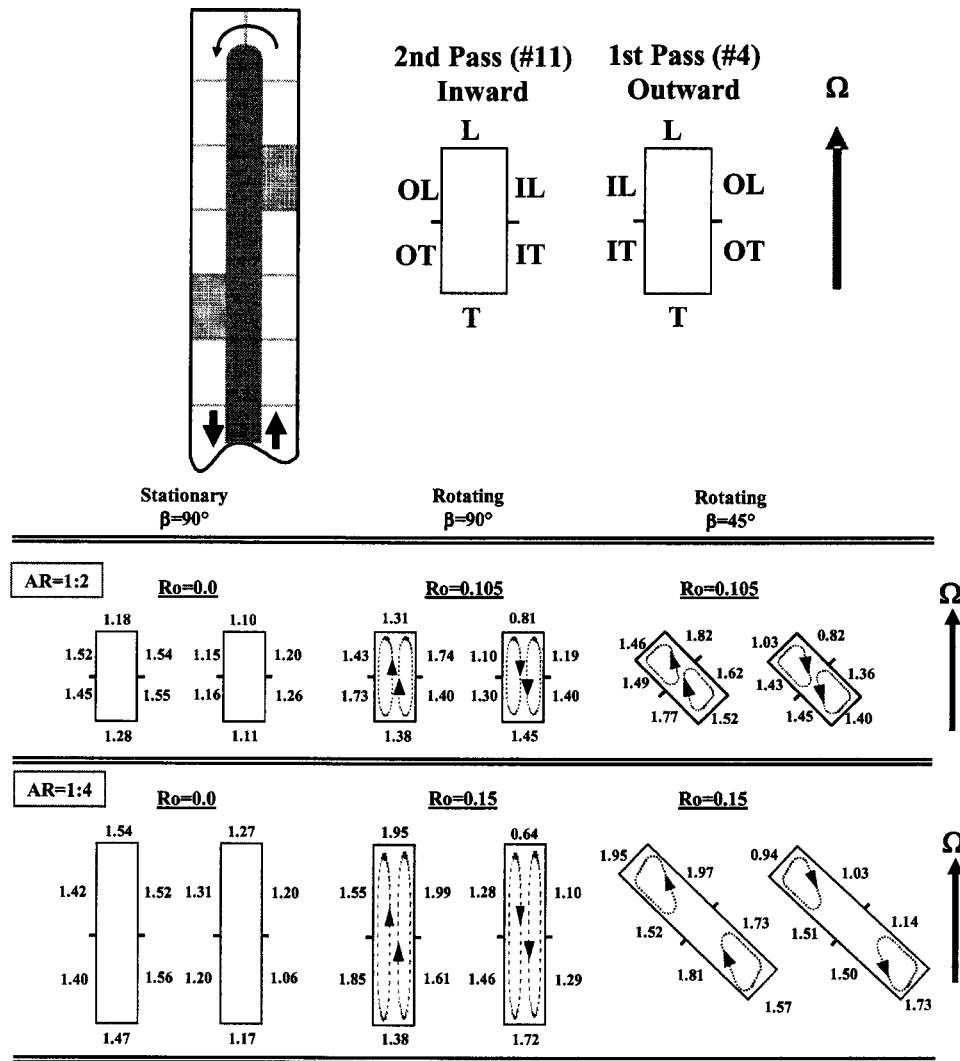 2nd Pass (#11) 1st Pass (#4)
Inward Outward Ω
L L
OL IL IL OL
OT IT IT OT
T T
Stationary Rotating Rotating
β=90° β=90° β=45°
AR=1:2
Ro=0.0 Ro=0.105 Ro=0.105 Ω
1.18 1.10 1.31 0.81
1.52 1.54 1.15 1.20 1.43 1.74 1.10 1.19 1.46 1.82 1.03 0.82
1.45 1.55 1.16 1.26 1.73 1.40 1.30 1.40 1.49 1.62 1.43 1.36
1.28 1.11 1.38 1.45 1.77 1.52 1.45 1.40
AR=1:4
Ro=0.0 Ro=0.15 Ro=0.15 Ω
1.54 1.27 1.95 0.64 1.95 1.97 0.94 1.03
1.42 1.52 1.31 1.20 1.55 1.99 1.28 1.10
1.52 1.73 1.51 1.14
1.40 1.56 1.20 1.06 1.85 1.61 1.46 1.29 1.81 1.50
1.47 1.17 1.38 1.72 1.57 1.73